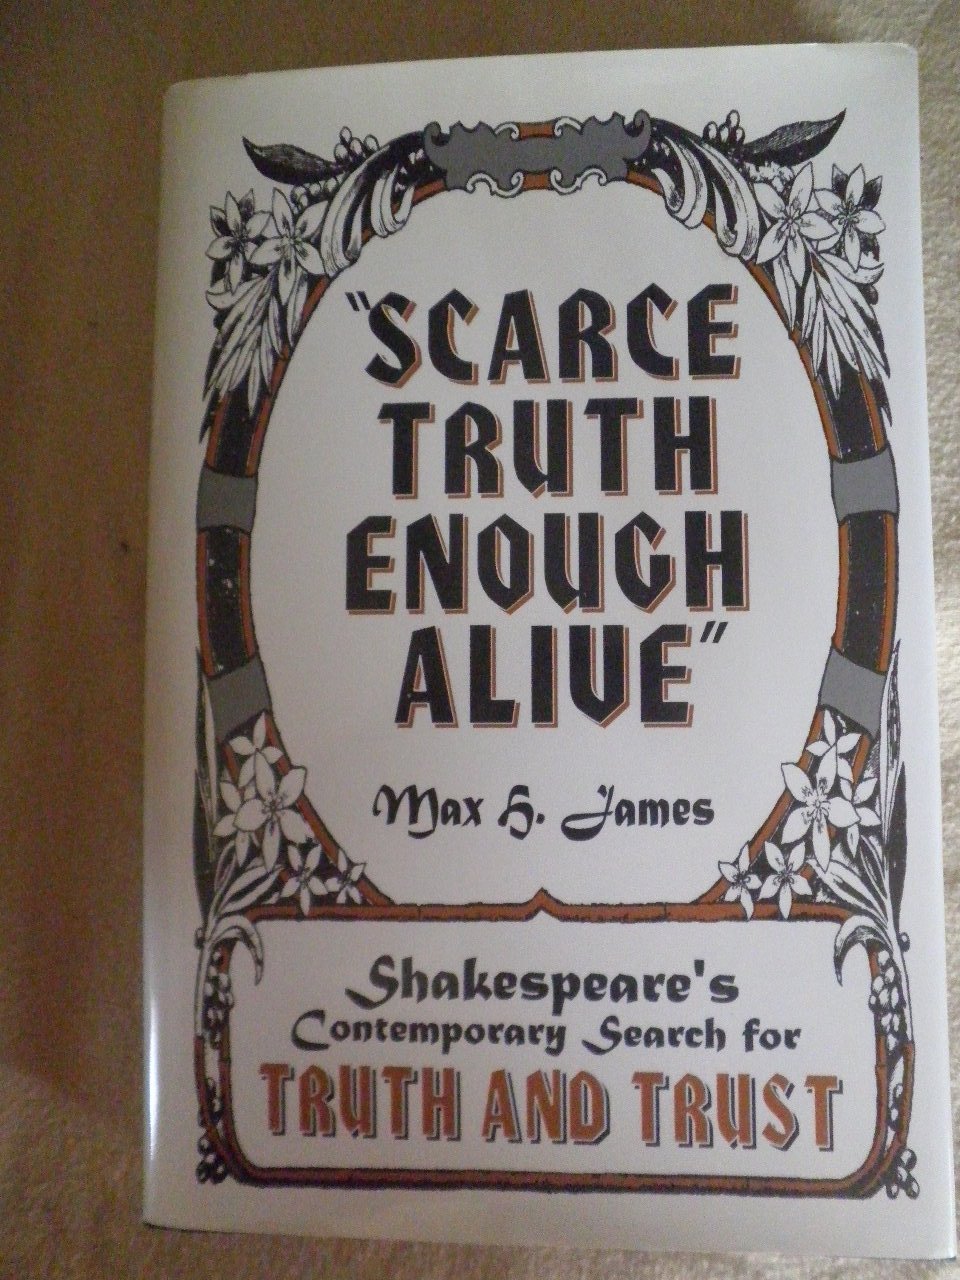 "SCARCE
TRUTH
ENOUGH
ALIVE"
Max H. James
Shakespeare's
Contemporary Search for
TRUTH AND TRUST